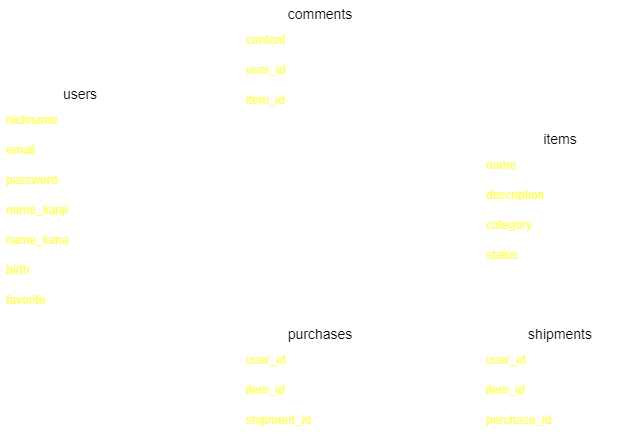 comments
content
user_id
item_id
users
nickname
email
password
name_kanji
name_kana
birth
favorite
items
name
description
category
status
purchases
user_id
item_id
shipment_id
shipments
user_id
item_id
perchase_id